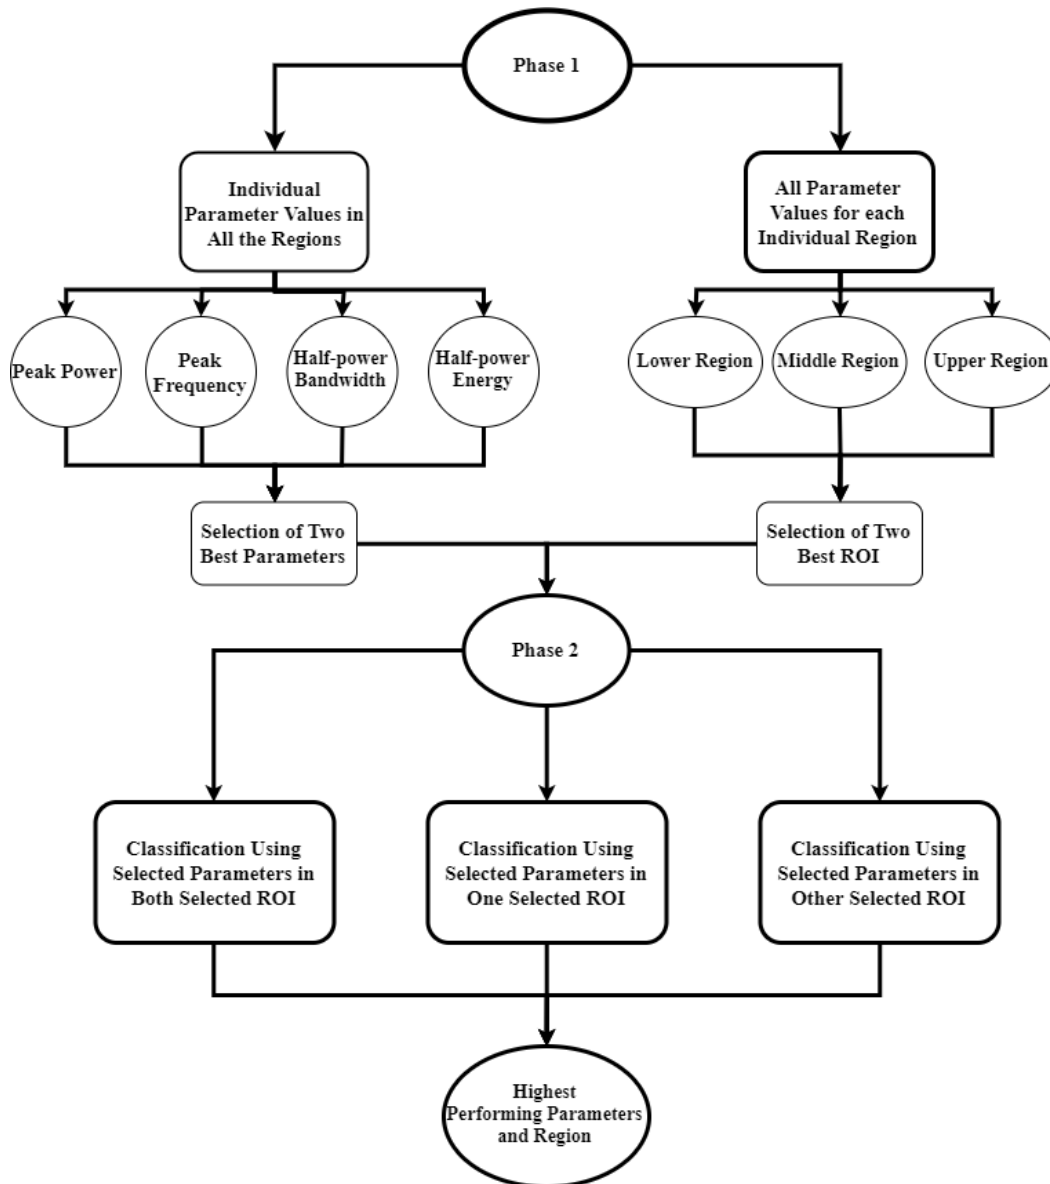 Phase 1
Individual
Parameter Values in
All the Regions
All Parameter
Values for each
Individual Region
Peak Power
Peak
Frequency
Half-power
Bandwidth
Half-power
Energy
Lower Region
Middle Region
Upper Region
Selection of Two
Best Parameters
Selection of Two
Best ROI
Phase 2
Classification Using
Selected Parameters in
Both Selected ROI
Classification Using
Selected Parameters in
One Selected ROI
Classification Using
Selected Parameters in
Other Selected ROI
Highest
Performing Parameters
and Region